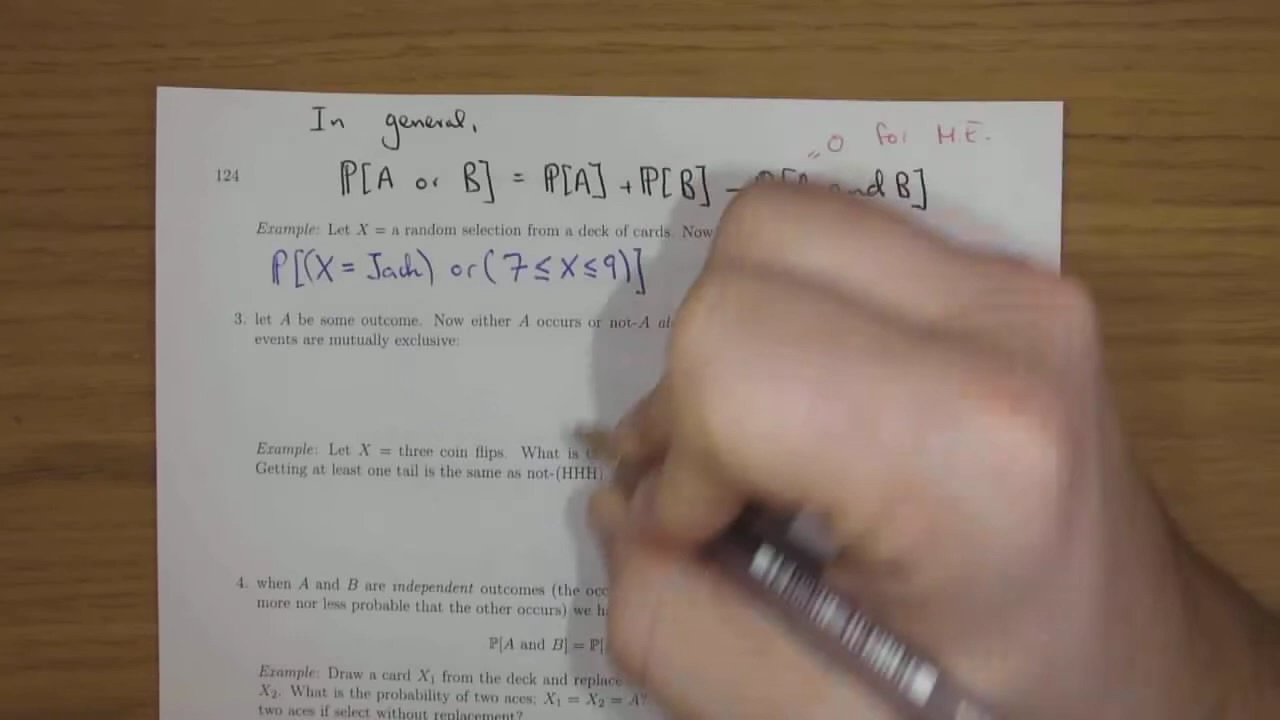 In general,
0 for M.E.
124
ℙ[A or B] = ℙ[A] + ℙ[B] − and B]
Example: Let X = a random selection from a deck of cards. Now
ℙ[(X = Jack) or (7 ≤ X ≤ 9)]
3. let A be some outcome. Now either A occurs or not-A
events are mutually exclusive:
Example: Let X = three coin flips. What is
Getting at least one tail is the same as not-(HHH)
4. when A and B are independent outcomes (the
more nor less probable that the other occurs) we
ℙ[A and B] = ℙ[
Example: Draw a card X₁ from the deck and replace
X₂. What is the probability of two aces: X₁ = X₂ = A?
two aces if select without replacement?